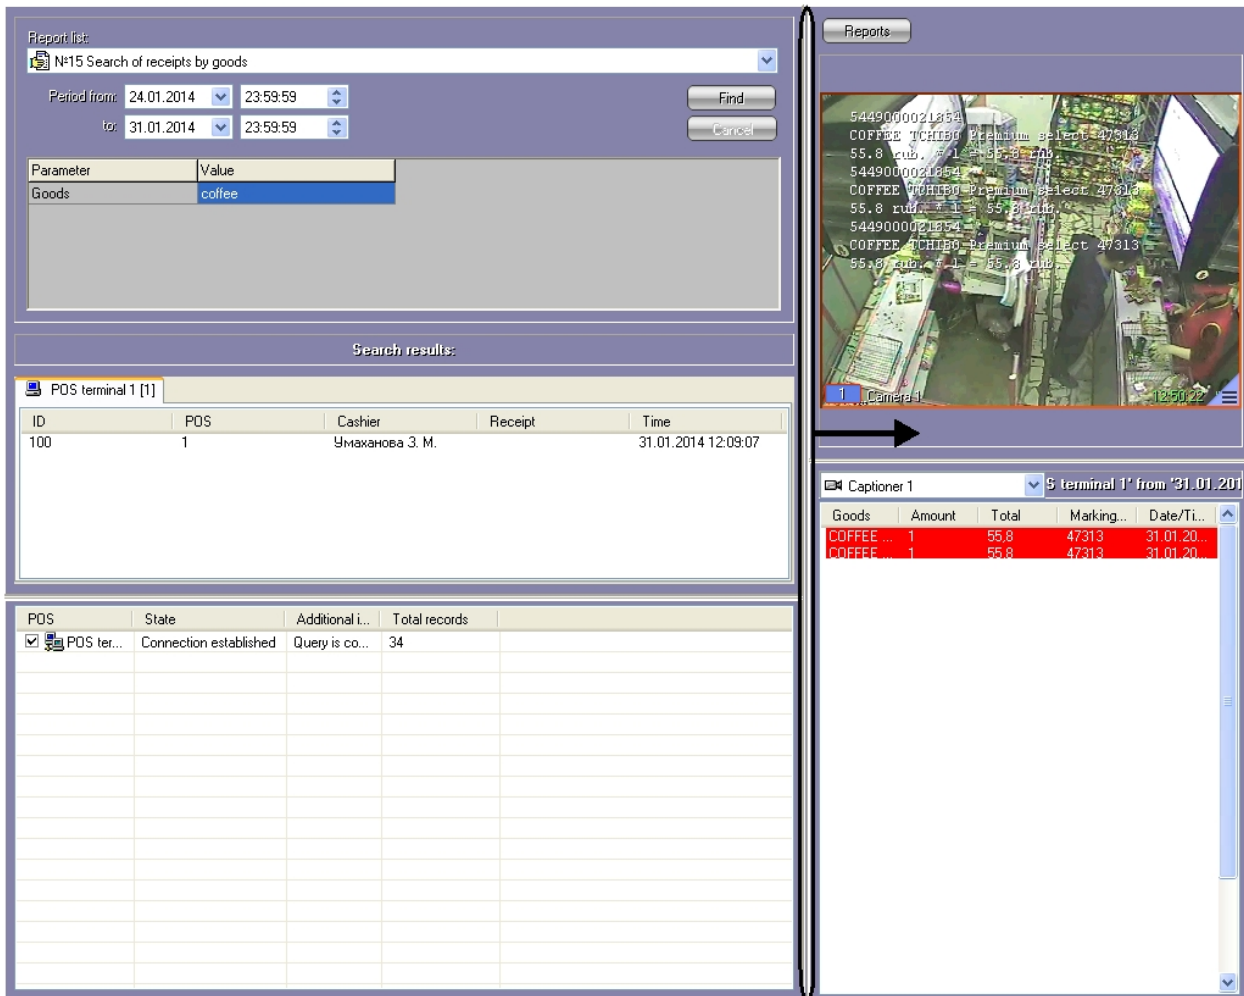 Report list:
№15 Search of receipts by goods
Period from: 24.01.2014 23:59:59
Find
to: 31.01.2014 23:59:59
Cancel
Parameter Value
Goods coffee
Search results:
POS terminal 1 [1]
ID POS Cashier Receipt Time
100 1 Умаханова З. М. 31.01.2014 12:09:07
POS State Additional i... Total records
POS ter... Connection established Query is co... 34
Reports
5449000021854
COFFEE TCHIBO Premium select 47313
55.8 rub. * 1 = 55.8 rub.
5449000021854
COFFEE TCHIBO Premium select 47313
55.8 rub. * 1 = 55.8 rub.
5449000021854
COFFEE TCHIBO Premium select 47313
55.8 rub. * 1 = 55.8 rub.
1 Camera 1 12:50:22
Captioner 1 S terminal 1' from '31.01.201
Goods Amount Total Marking... Date/Ti...
COFFEE ... 1 55,8 47313 31.01.20...
COFFEE ... 1 55,8 47313 31.01.20...